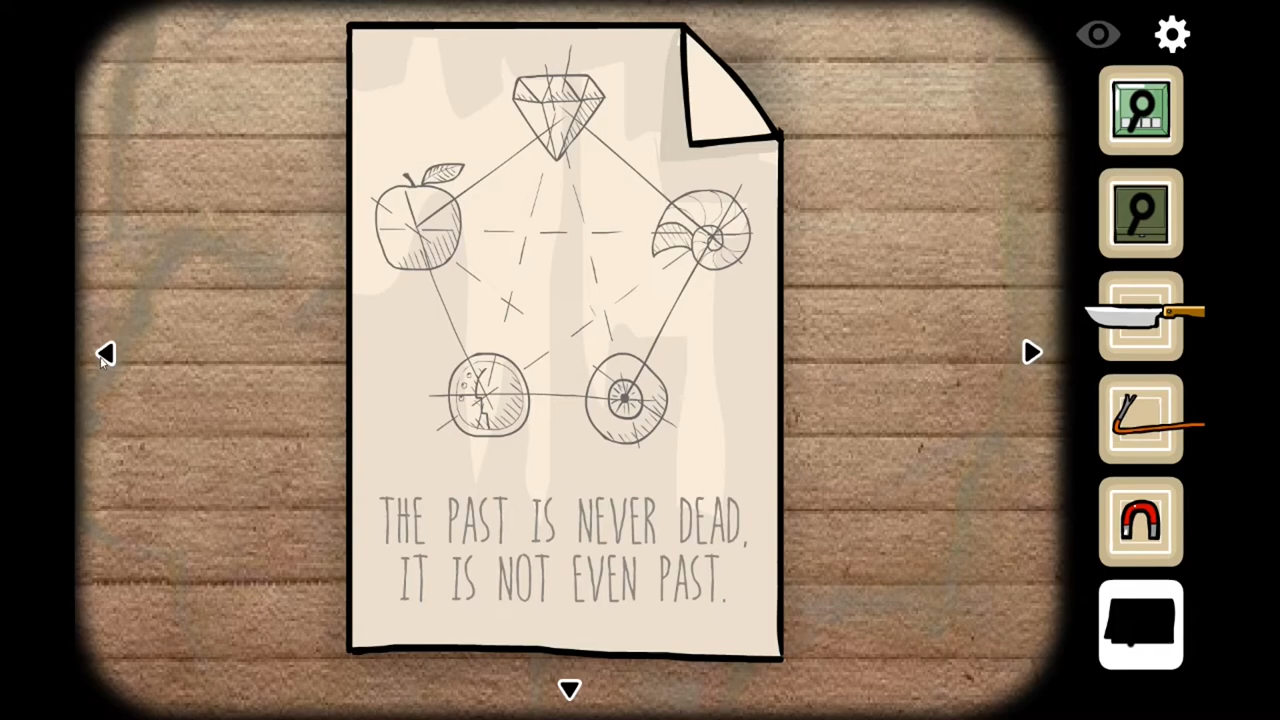 THE PAST IS NEVER DEAD,
IT IS NOT EVEN PAST.